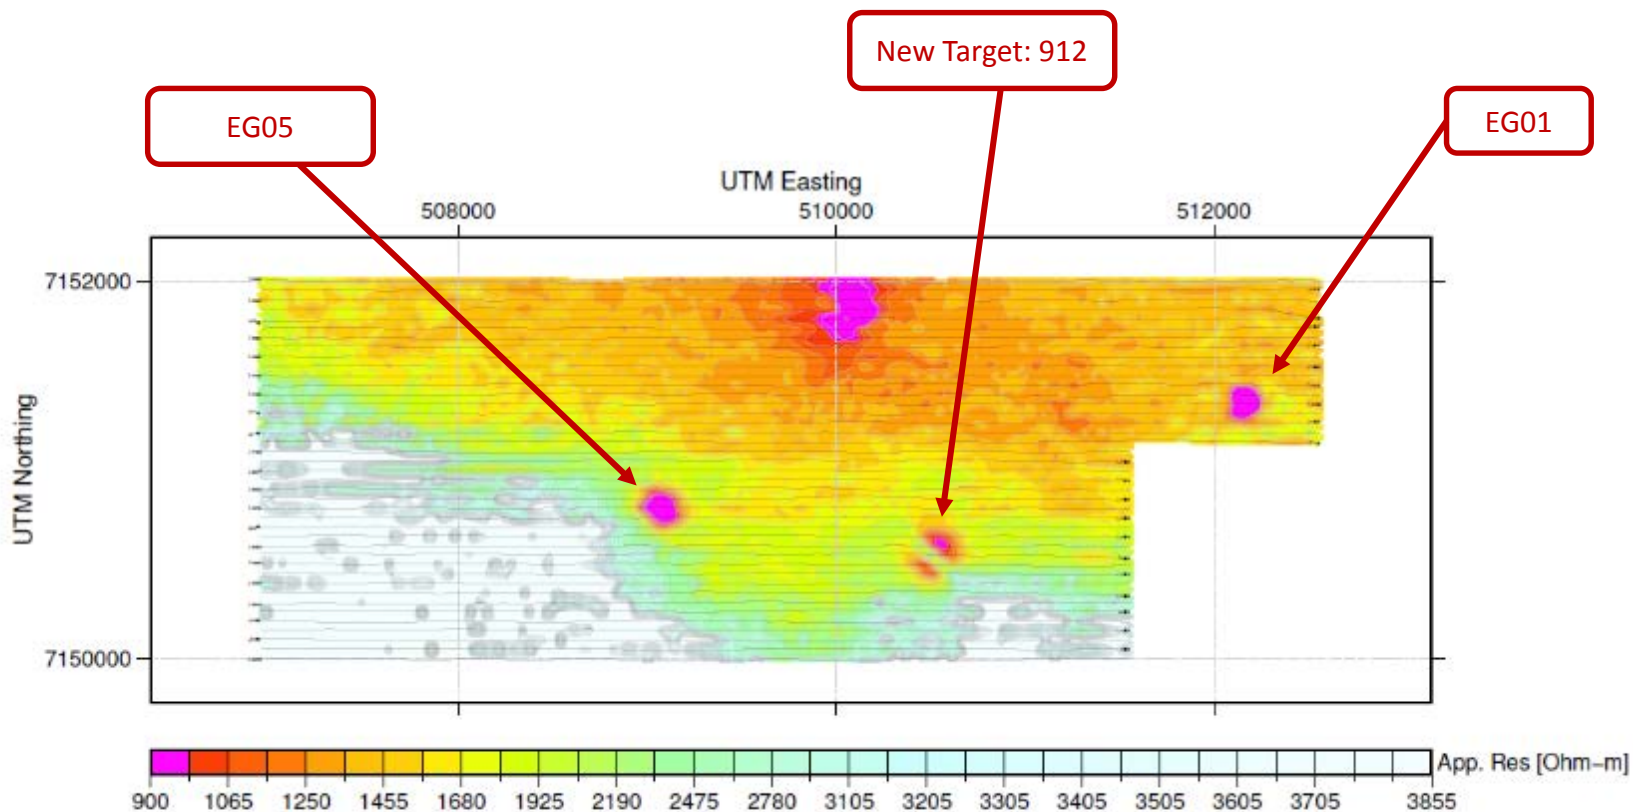 New Target: 912
EG05
EG01
UTM Easting
508000
510000
512000
7152000
UTM Northing
7150000
App. Res [Ohm-m]
900 1065 1250 1455 1680 1925 2190 2475 2780 3105 3205 3305 3405 3505 3605 3705 3855